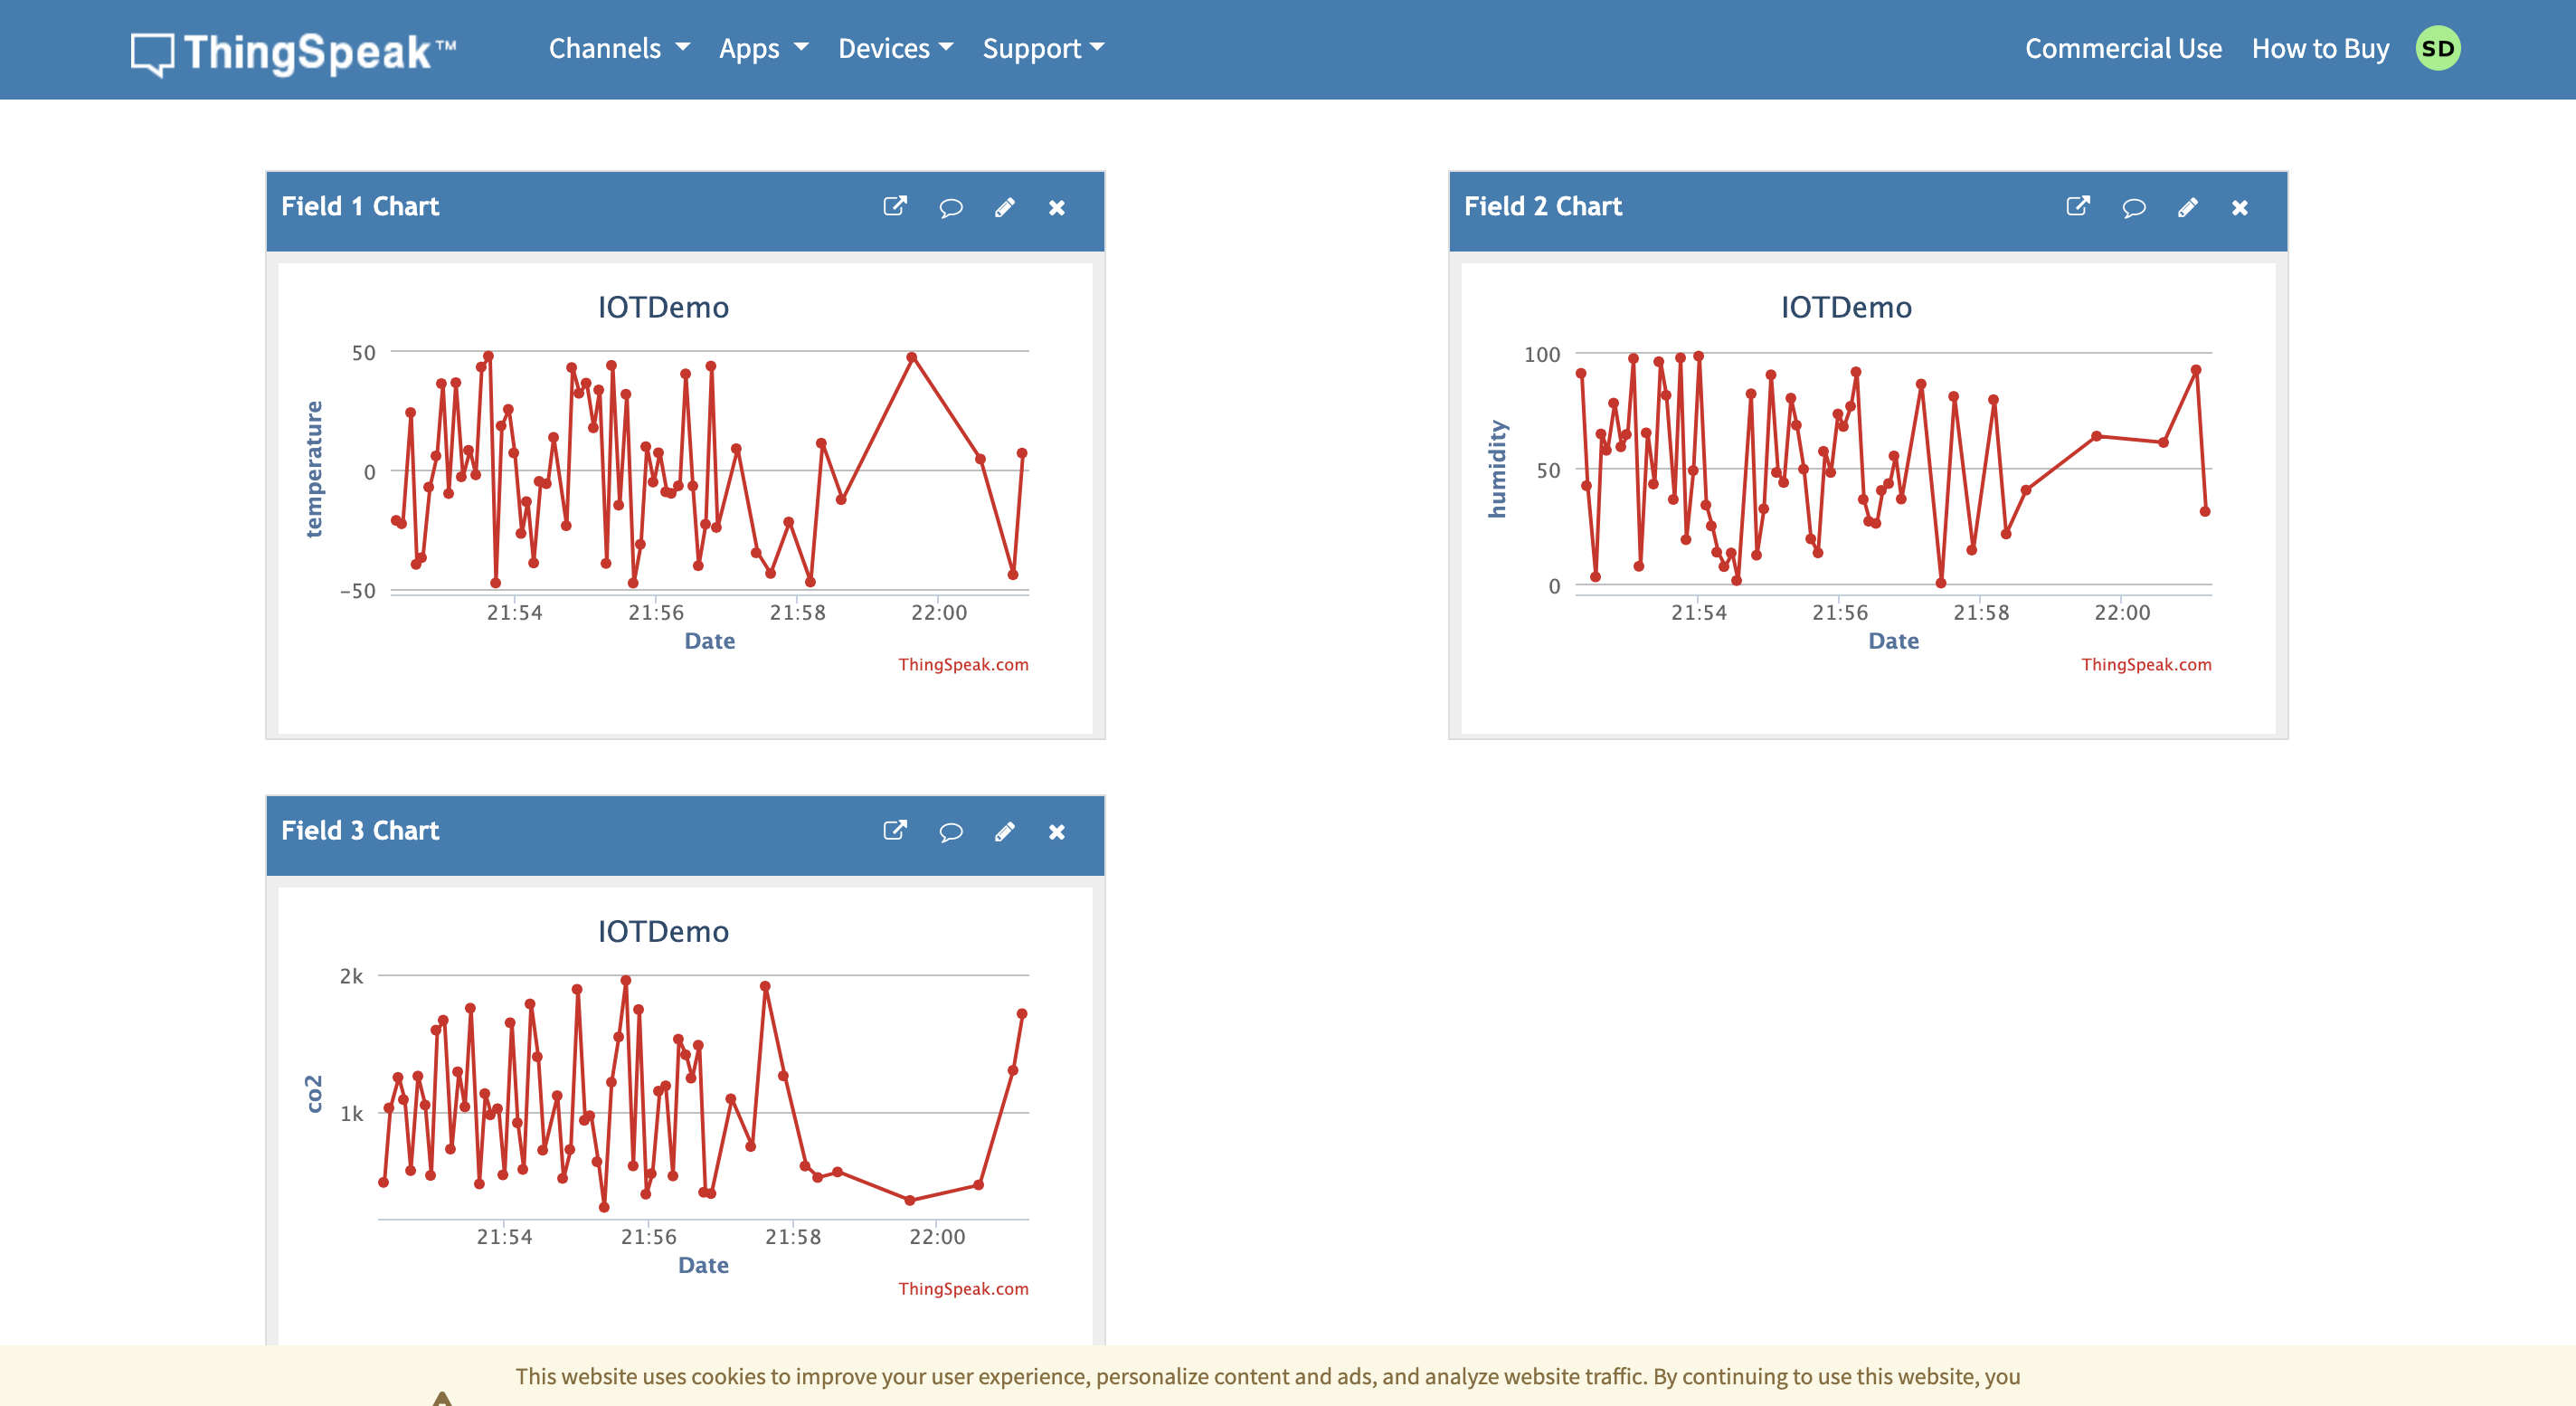 ThingSpeak™ Channels Apps Devices Support Commercial Use How to Buy SD
Field 1 Chart
IOTDemo
temperature
50
0
−50
21:54 21:56 21:58 22:00
Date
ThingSpeak.com
Field 2 Chart
IOTDemo
humidity
100
50
0
21:54 21:56 21:58 22:00
Date
ThingSpeak.com
Field 3 Chart
IOTDemo
co2
2k
1k
21:54 21:56 21:58 22:00
Date
ThingSpeak.com
This website uses cookies to improve your user experience, personalize content and ads, and analyze website traffic. By continuing to use this website, you